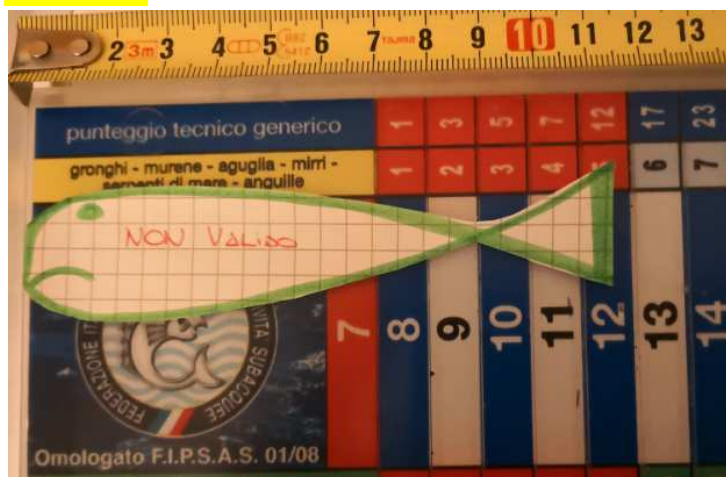 2 3m 3 4 5 6 7 TAJIMA 8 9 10 11 12 13
punteggio tecnico generico 1 3 5 7 12 17 23
gronghi - murene - aguglia - mirri - 1 2 3 4 6 7
serpenti di mare - anguille
NON VALIDO
7 8 9 10 11 12 13 14
VITA SUBACQUEE
FEDERAZIONE
Omologato F.I.P.S.A.S. 01/08